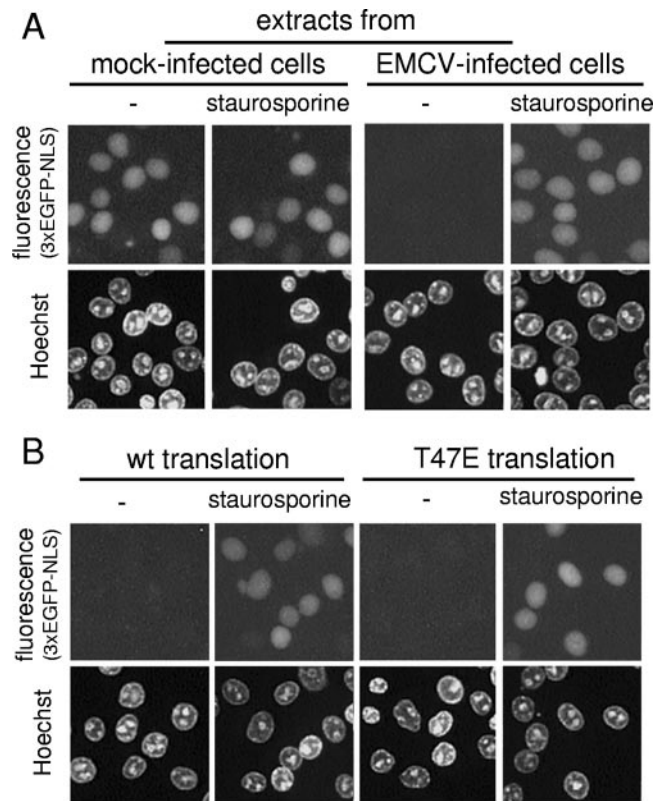 A
extracts from
mock-infected cells EMCV-infected cells
- staurosporine - staurosporine
fluorescence
(3xEGFP-NLS)
Hoechst
B
wt translation T47E translation
- staurosporine - staurosporine
fluorescence
(3xEGFP-NLS)
Hoechst